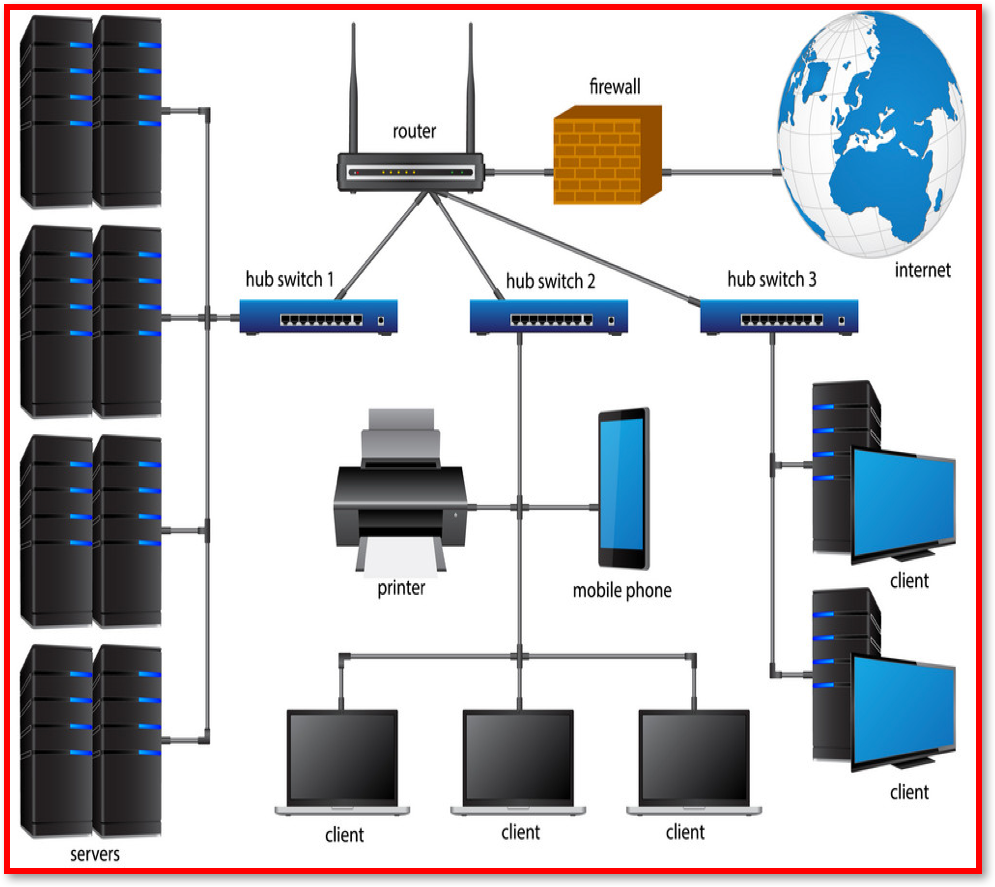 firewall
router
internet
hub switch 1
hub switch 2
hub switch 3
printer
mobile phone
client
client
client
client
client
servers